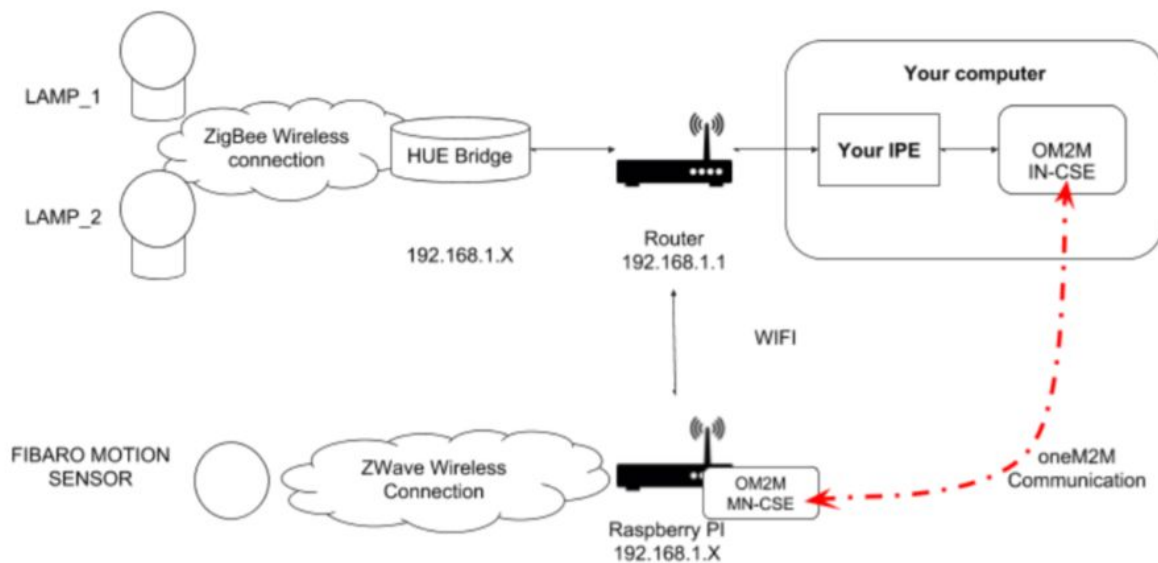 LAMP_1
LAMP_2
ZigBee Wireless
connection
HUE Bridge
192.168.1.X
Router
192.168.1.1
Your computer
Your IPE
OM2M
IN-CSE
WIFI
FIBARO MOTION
SENSOR
ZWave Wireless
Connection
OM2M
MN-CSE
Raspberry PI
192.168.1.X
oneM2M
Communication